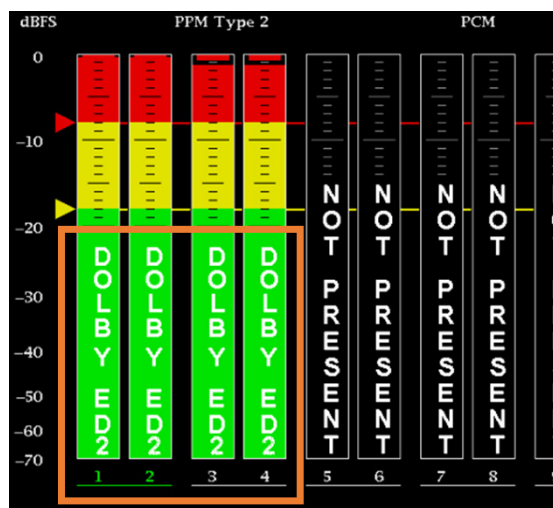 dBFS PPM Type 2 PCM
0
-10
-20
-30
-40
-50
-60
-70
DOLBY ED2
DOLBY ED2
DOLBY ED2
DOLBY ED2
NOT PRESENT
NOT PRESENT
NOT PRESENT
NOT PRESENT
1 2 3 4 5 6 7 8